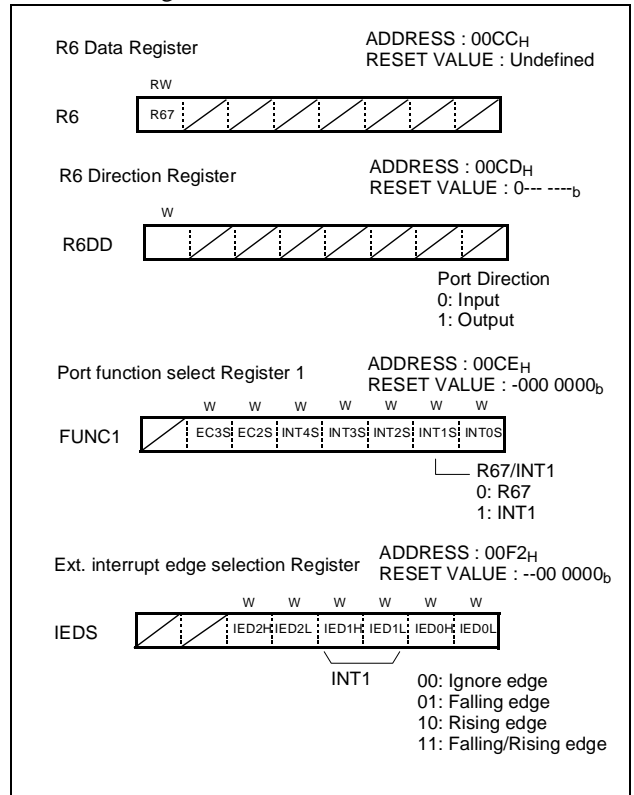 R6 Data Register
ADDRESS : 00CCH
RESET VALUE : Undefined
RW
R6
R67
R6 Direction Register
ADDRESS : 00CDH
RESET VALUE : 0--- ----b
W
R6DD
Port Direction
0: Input
1: Output
Port function select Register 1
ADDRESS : 00CEH
RESET VALUE : -000 0000b
W W W W W W W
FUNC1
EC3S EC2S INT4S INT3S INT2S INT1S INT0S
R67/INT1
0: R67
1: INT1
Ext. interrupt edge selection Register
ADDRESS : 00F2H
RESET VALUE : --00 0000b
W W W W W W
IEDS
IED2H IED2L IED1H IED1L IED0H IED0L
INT1
00: Ignore edge
01: Falling edge
10: Rising edge
11: Falling/Rising edge